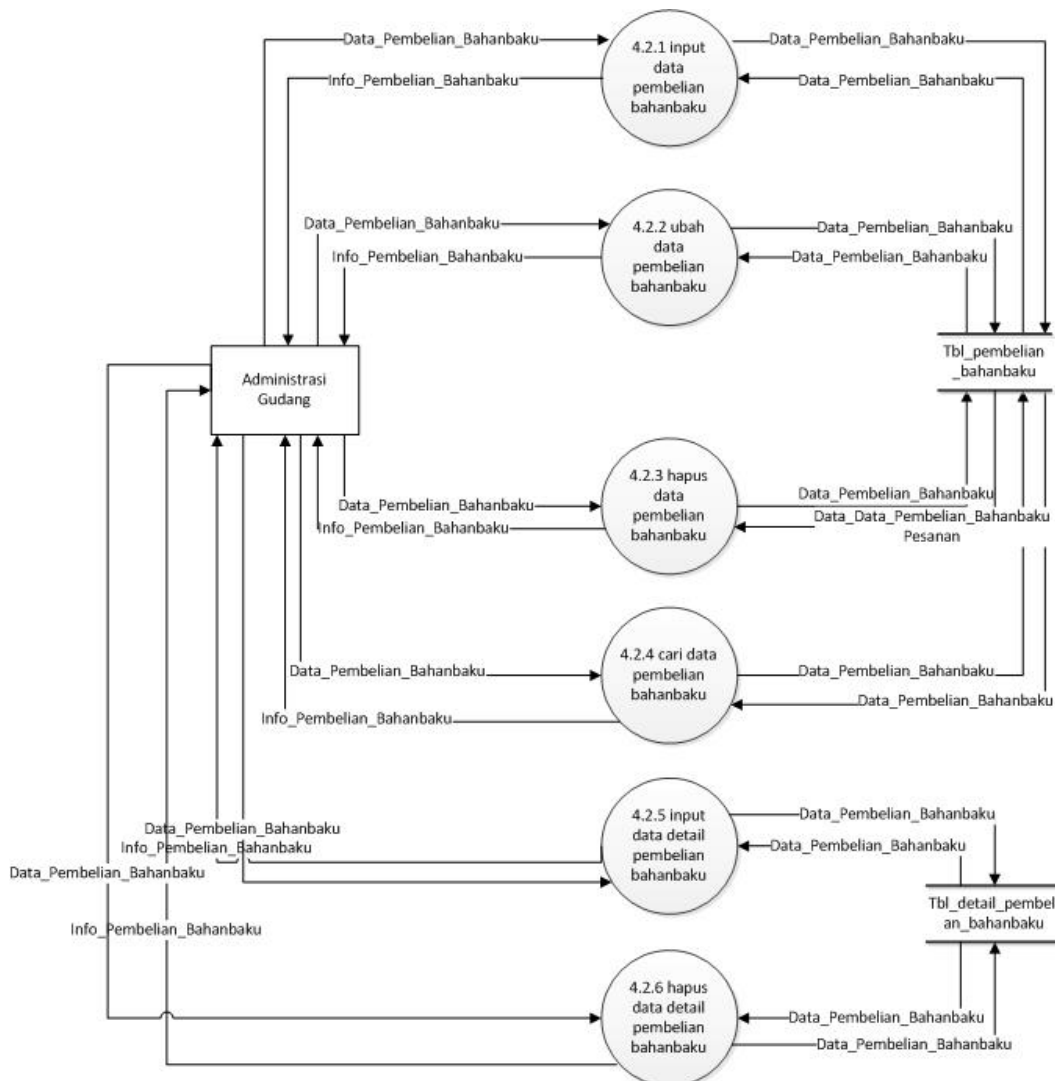 Data_Pembelian_Bahanbaku
4.2.1 input
data
pembelian
bahanbaku
Data_Pembelian_Bahanbaku
Info_Pembelian_Bahanbaku
Data_Pembelian_Bahanbaku
Data_Pembelian_Bahanbaku
4.2.2 ubah
data
pembelian
bahanbaku
Data_Pembelian_Bahanbaku
Info_Pembelian_Bahanbaku
Data_Pembelian_Bahanbaku
Administrasi
Gudang
Tbl_pembelian
_bahanbaku
Data_Pembelian_Bahanbaku
4.2.3 hapus
data
pembelian
bahanbaku
Data_Pembelian_Bahanbaku
Info_Pembelian_Bahanbaku
Data_Data_Pembelian_Bahanbaku
Pesanan
Data_Pembelian_Bahanbaku
4.2.4 cari data
pembelian
bahanbaku
Data_Pembelian_Bahanbaku
Info_Pembelian_Bahanbaku
Data_Pembelian_Bahanbaku
Data_Pembelian_Bahanbaku
Info_Pembelian_Bahanbaku
4.2.5 input
data detail
pembelian
bahanbaku
Data_Pembelian_Bahanbaku
Data_Pembelian_Bahanbaku
Data_Pembelian_Bahanbaku
Tbl_detail_pembeli
an_bahanbaku
Info_Pembelian_Bahanbaku
4.2.6 hapus
data detail
pembelian
bahanbaku
Data_Pembelian_Bahanbaku
Data_Pembelian_Bahanbaku